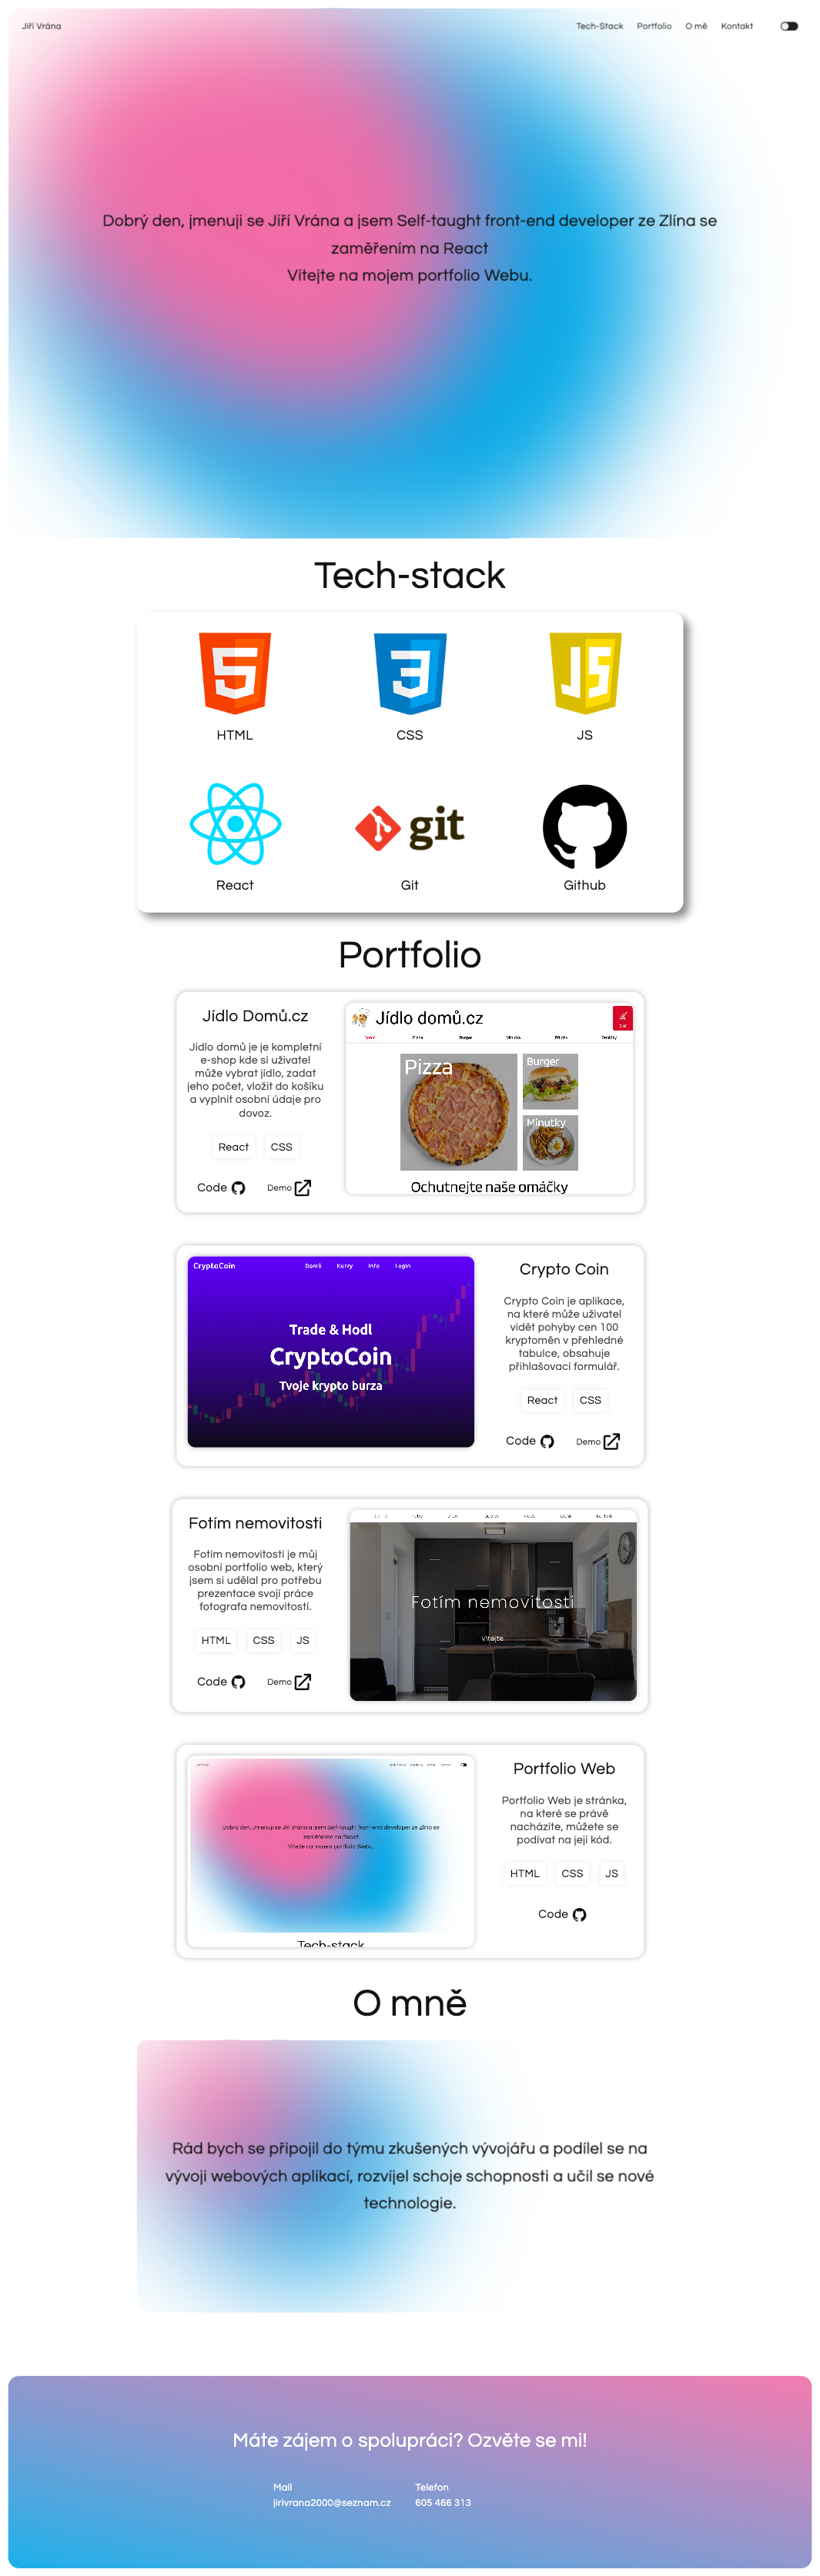 Jiří Vrána
Tech-Stack Portfolio O mě Kontakt
Dobrý den, jmenuji se Jiří Vrána a jsem Self-taught front-end developer ze Zlína se
zaměřením na React
Vítejte na mojem portfolio Webu.
Tech-stack
HTML CSS JS
git
React Git Github
Portfolio
Jídlo Domů.cz
Jídlo domů je je kompletní
e-shop kde si uživatel
může vybrat jídlo, zadat
jeho počet, vložit do košíku
a vyplnit osobní údaje pro
dovoz.
React CSS
Code Demo
Jídlo domů.cz
Pizza
Burger
Minutky
Ochutnejte naše omáčky
CryptoCoin
Domů Kurzy Info Login
Trade & Hodl
CryptoCoin
Tvoje krypto burza
Crypto Coin
Crypto Coin je aplikace,
na které může uživatel
vidět pohyby cen 100
kryptoměn v přehledné
tabulce, obsahuje
přihlašovací formulář.
React CSS
Code Demo
Fotím nemovitosti
Fotím nemovitosti je můj
osobní portfolio web, který
jsem si udělal pro potřebu
prezentace svojí práce
fotografa nemovitostí.
HTML CSS JS
Code Demo
Fotím nemovitosti
Vítejte
Dobrý den, jmenuji se Jiří Vrána a jsem Self-taught front-end developer ze Zlína se
zaměřením na React
Vítejte na mojem portfolio Webu.
Tech-stack
Portfolio Web
Portfolio Web je stránka,
na které se právě
nacházíte, můžete se
podívat na její kód.
HTML CSS JS
Code
O mně
Rád bych se připojil do týmu zkušených vývojářu a podílel se na
vývoji webových aplikací, rozvíjel schoje schopnosti a učil se nové
technologie.
Máte zájem o spolupráci? Ozvěte se mi!
Mail
jirivrana2000@seznam.cz
Telefon
605 466 313